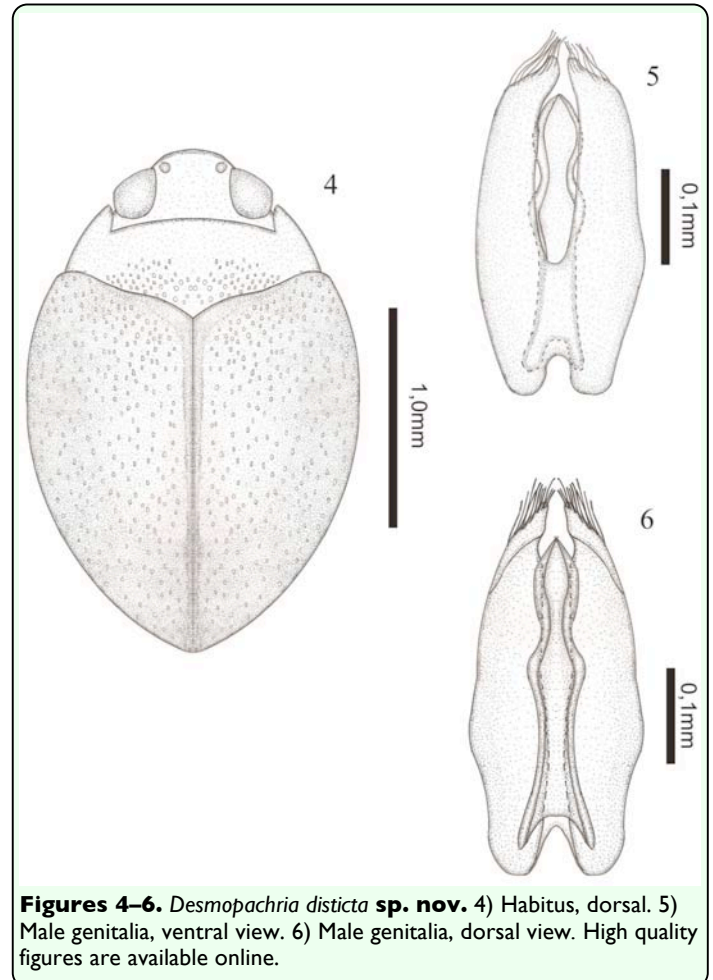 4
1,0mm
5
0,1mm
6
0,1mm
Figures 4–6. Desmopachria disticta sp. nov. 4) Habitus, dorsal. 5)
Male genitalia, ventral view. 6) Male genitalia, dorsal view. High quality
figures are available online.